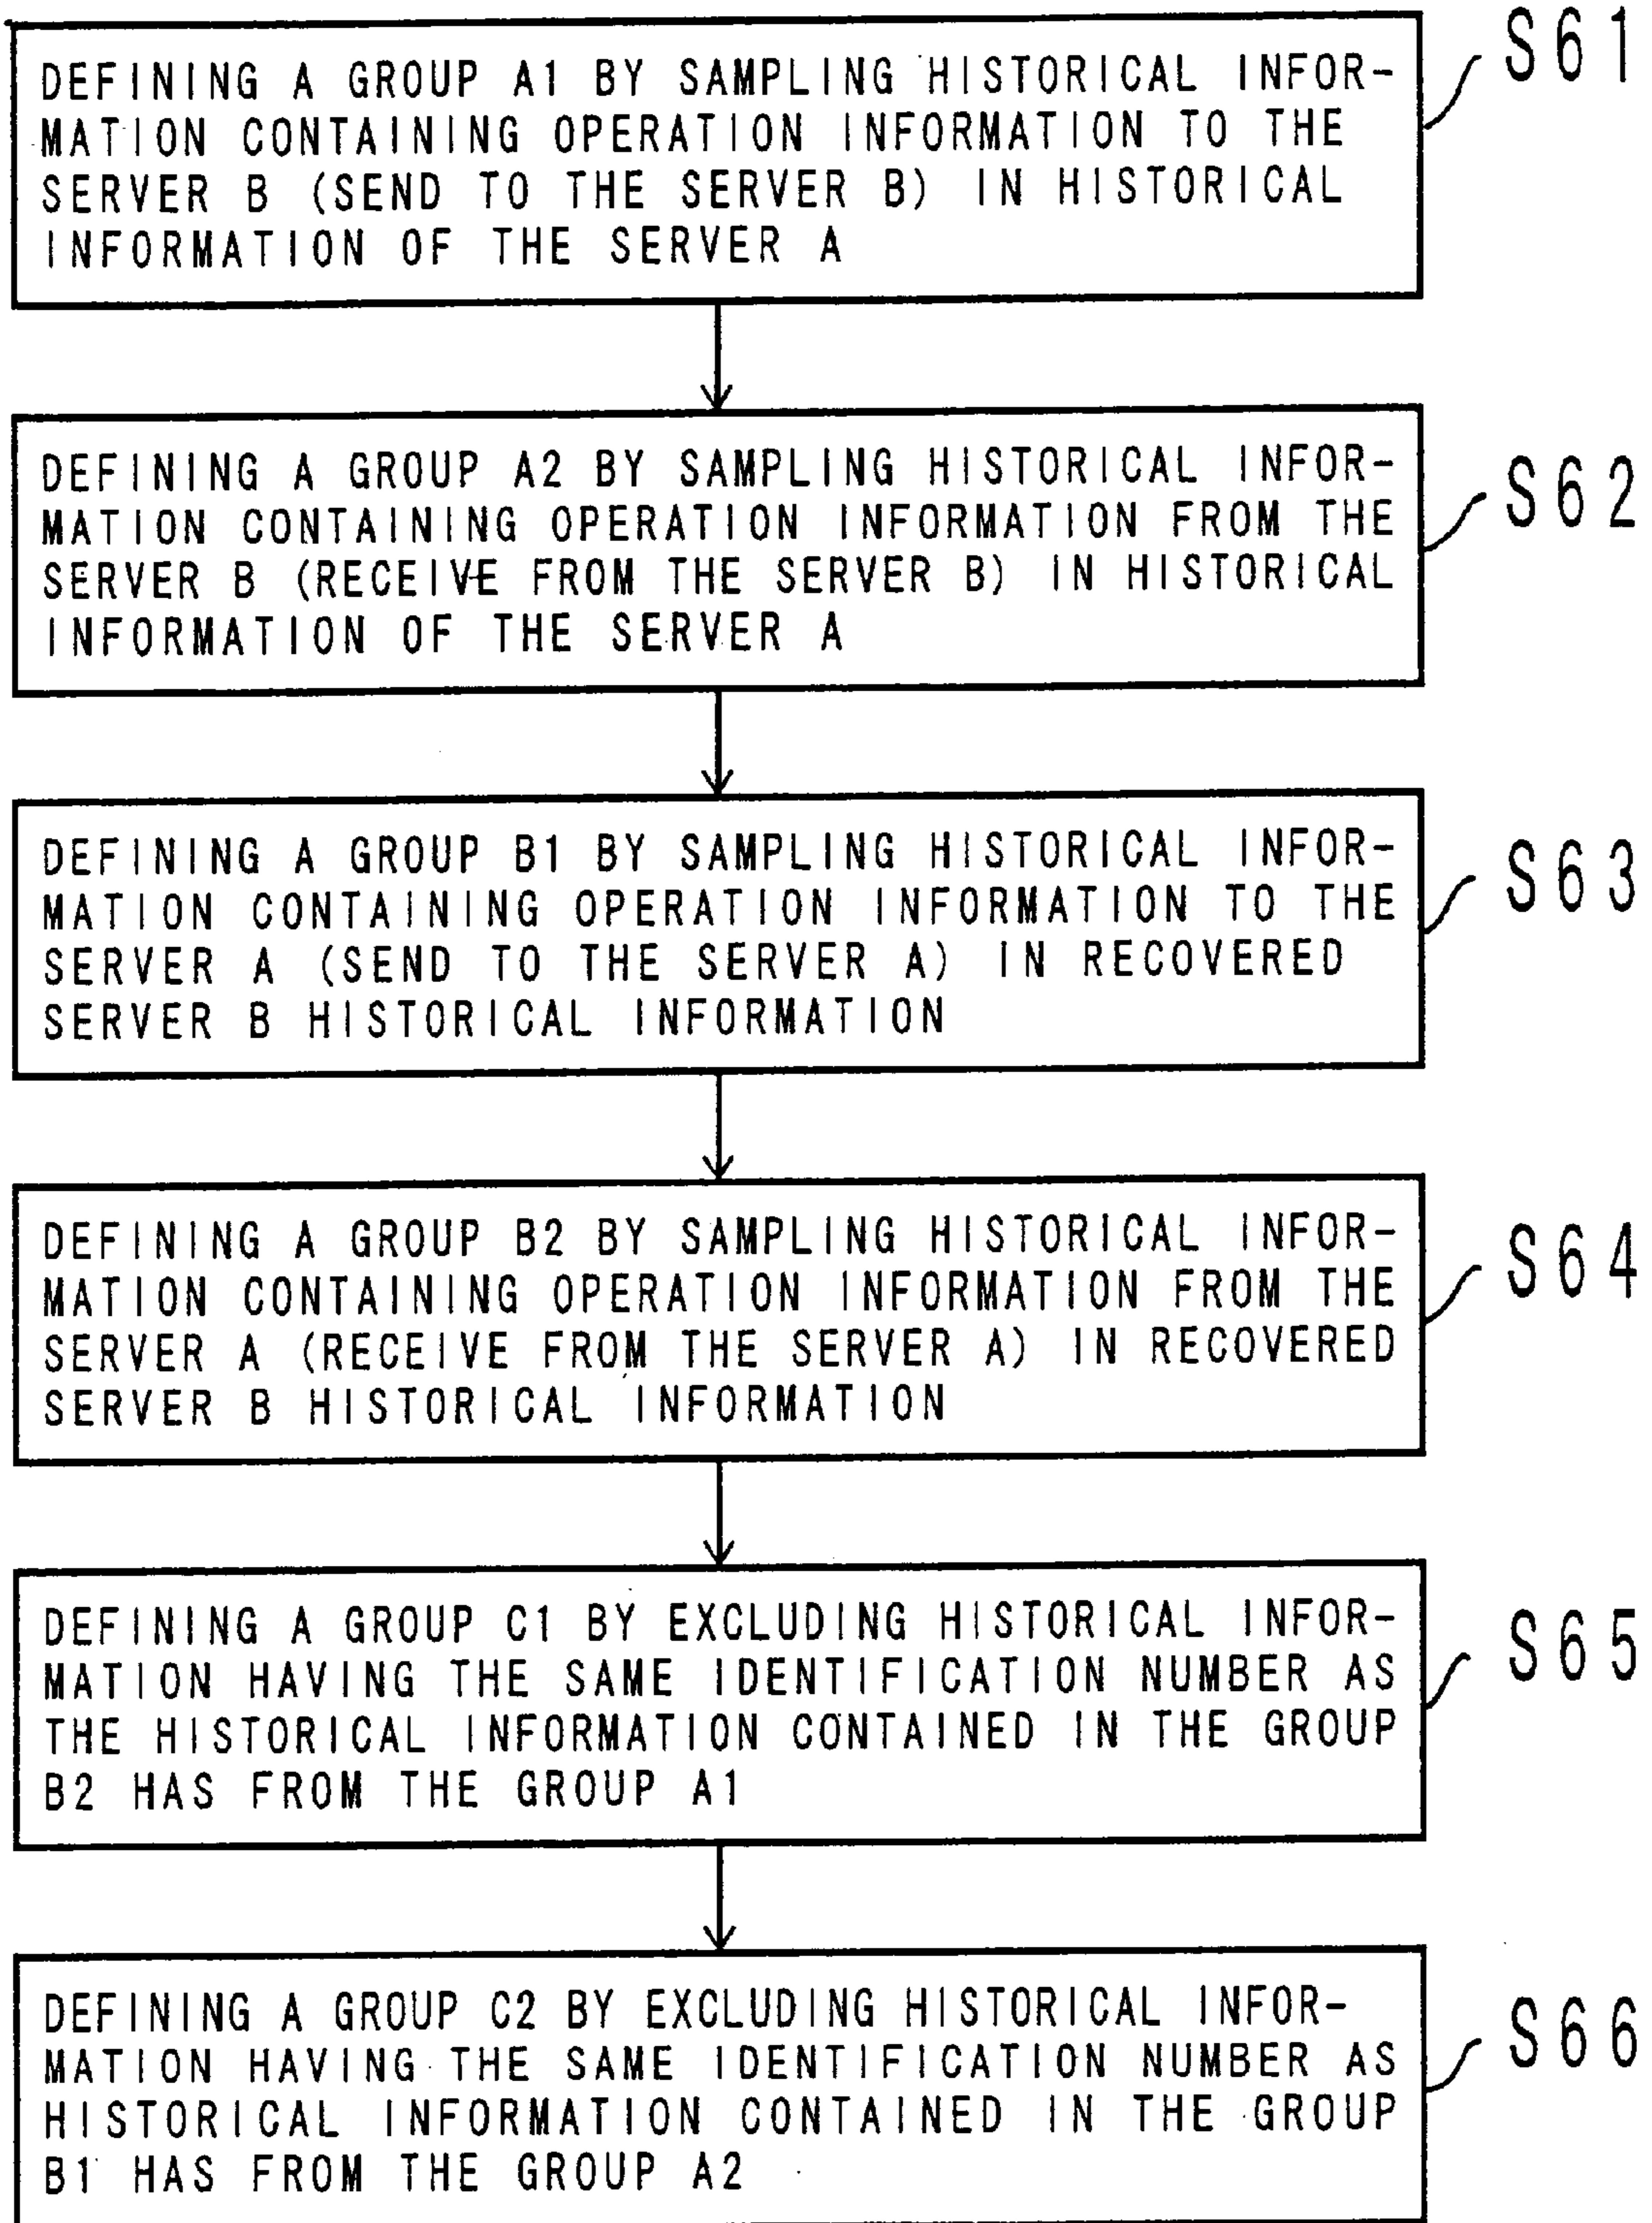 S61
DEFINING A GROUP A1 BY SAMPLING HISTORICAL INFOR-
MATION CONTAINING OPERATION INFORMATION TO THE
SERVER B (SEND TO THE SERVER B) IN HISTORICAL
INFORMATION OF THE SERVER A
S62
DEFINING A GROUP A2 BY SAMPLING HISTORICAL INFOR-
MATION CONTAINING OPERATION INFORMATION FROM THE
SERVER B (RECEIVE FROM THE SERVER B) IN HISTORICAL
INFORMATION OF THE SERVER A
S63
DEFINING A GROUP B1 BY SAMPLING HISTORICAL INFOR-
MATION CONTAINING OPERATION INFORMATION TO THE
SERVER A (SEND TO THE SERVER A) IN RECOVERED
SERVER B HISTORICAL INFORMATION
S64
DEFINING A GROUP B2 BY SAMPLING HISTORICAL INFOR-
MATION CONTAINING OPERATION INFORMATION FROM THE
SERVER A (RECEIVE FROM THE SERVER A) IN RECOVERED
SERVER B HISTORICAL INFORMATION
S65
DEFINING A GROUP C1 BY EXCLUDING HISTORICAL INFOR-
MATION HAVING THE SAME IDENTIFICATION NUMBER AS
THE HISTORICAL INFORMATION CONTAINED IN THE GROUP
B2 HAS FROM THE GROUP A1
S66
DEFINING A GROUP C2 BY EXCLUDING HISTORICAL INFOR-
MATION HAVING THE SAME IDENTIFICATION NUMBER AS
HISTORICAL INFORMATION CONTAINED IN THE GROUP
B1 HAS FROM THE GROUP A2